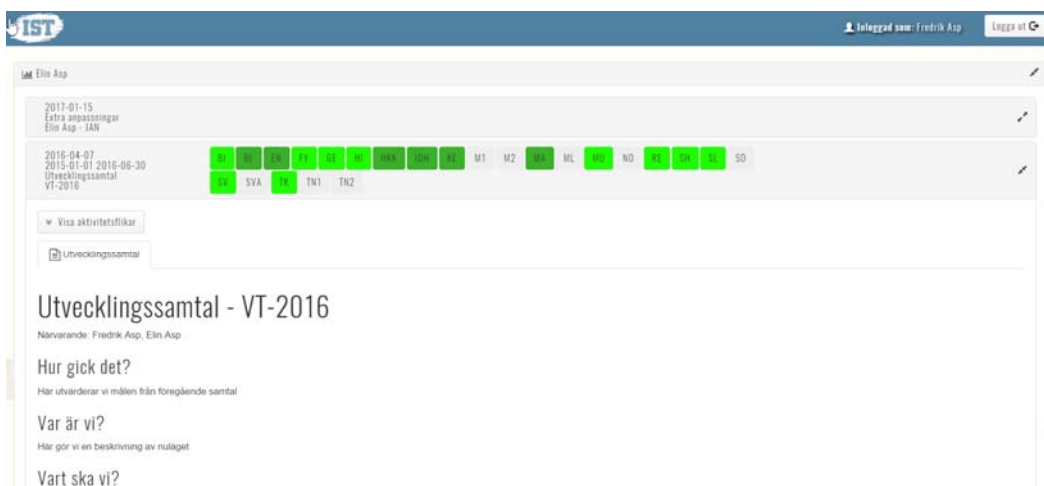 IST
Inloggad som: Fredrik Asp
Logga ut
Elin Asp
2017-01-15
Extra anpassningar
Elin Asp - JAN
2016-04-07
2015-01-01 2016-06-30
Utvecklingssamtal
VT-2016
BI BL EN FY GE HI HKK IDH KE M1 M2 MA ML MU NO RE SH SL SO
SV SVA TK TN1 TN2
Visa aktivitetsflikar
Utvecklingssamtal
Utvecklingssamtal - VT-2016
Närvarande: Fredrik Asp, Elin Asp
Hur gick det?
Här utvärderar vi målen från föregående samtal
Var är vi?
Här gör vi en beskrivning av nuläget
Vart ska vi?